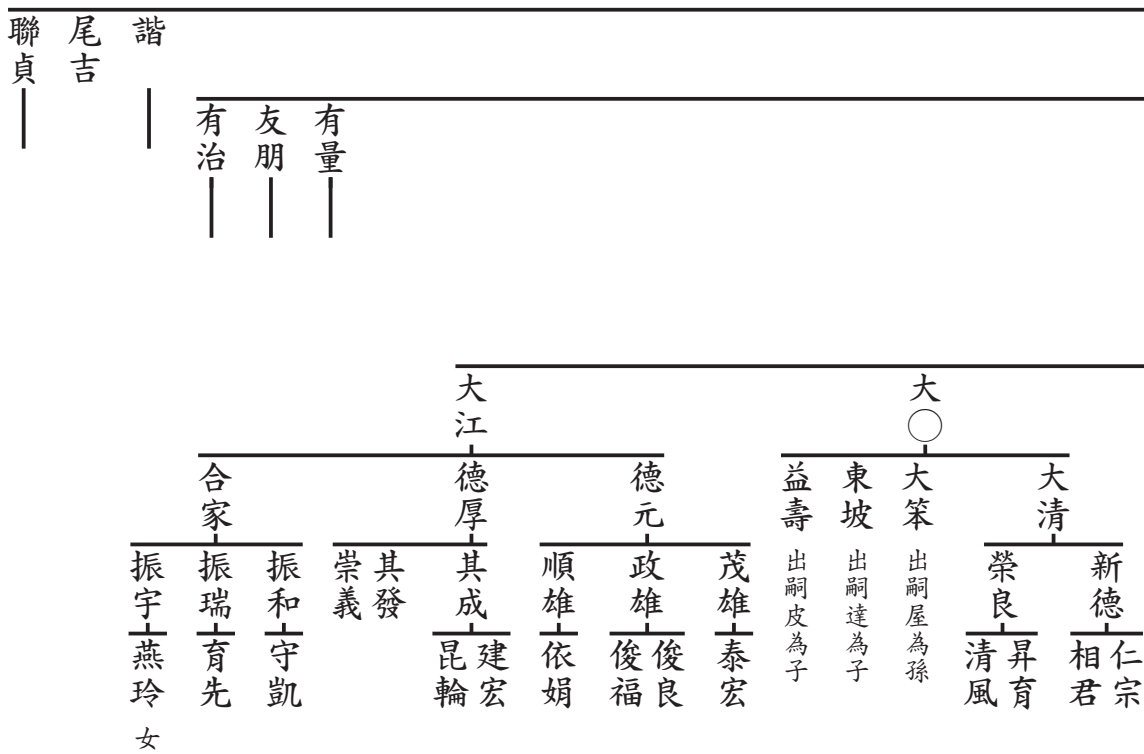 諧
尾吉
聯貞
有量
友朋
有治
大○
大江
大清
大笨 出嗣屋為孫
東坡 出嗣達為子
益壽 出嗣皮為子
德元
德厚
合家
新德
榮良
茂雄
政雄
順雄
其成
其發
崇義
振和
振瑞
振宇
仁宗
相君
昇育
清風
泰宏
俊良
俊福
依娟
建宏
昆輪
守凱
育先
燕玲 女